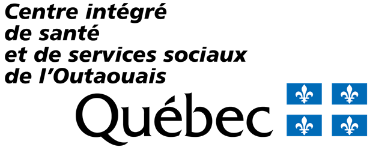 Centre intégré
de santé
et de services sociaux
de l'Outaouais
Québec